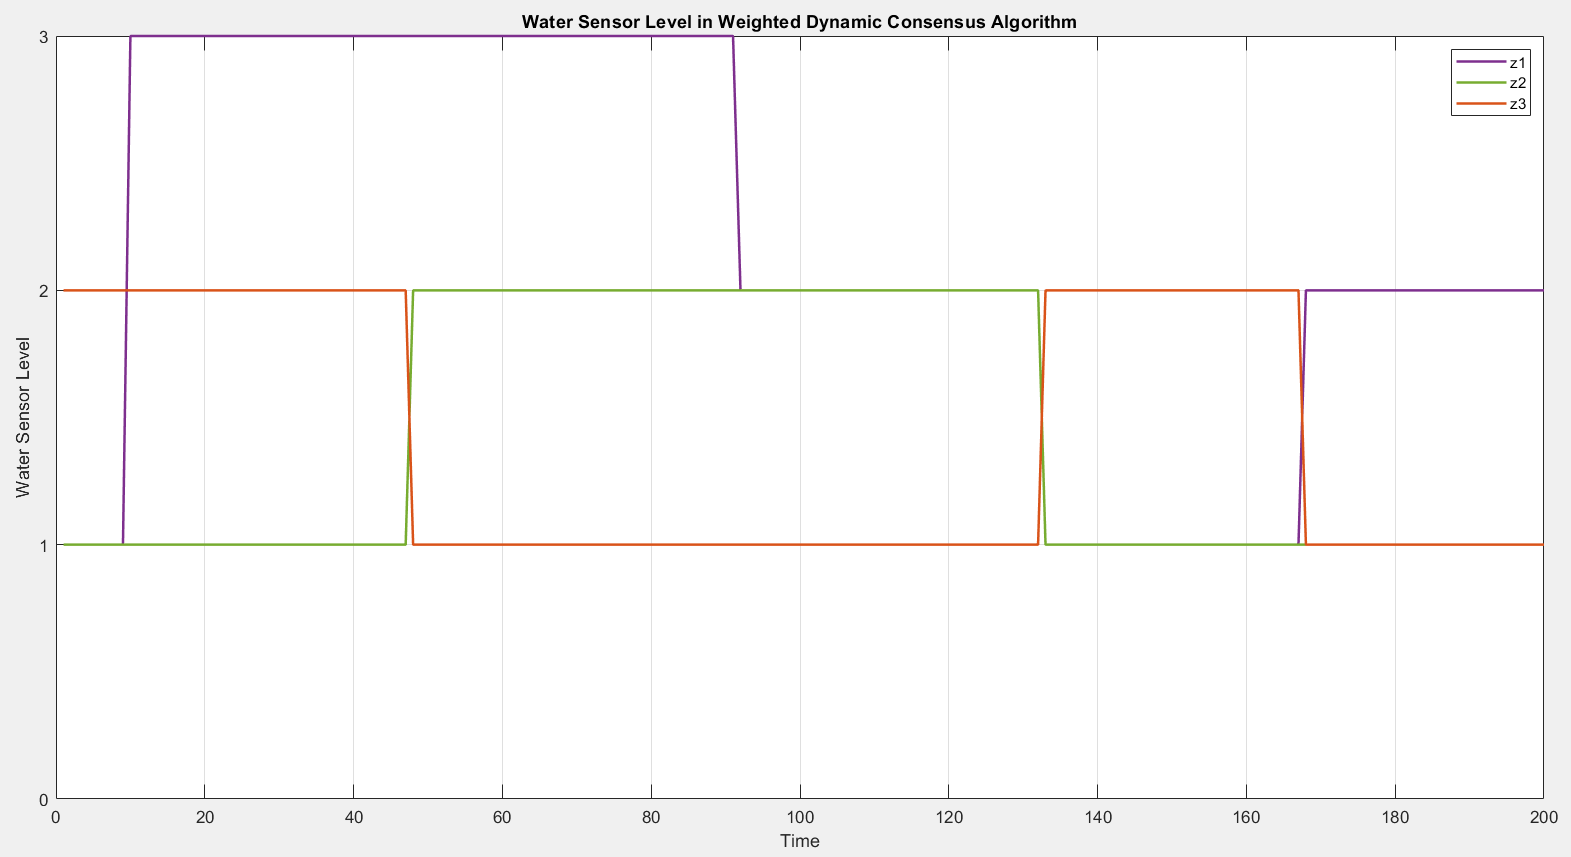 Water Sensor Level in Weighted Dynamic Consensus Algorithm
3
2
1
0
Water Sensor Level
z1
z2
z3
0 20 40 60 80 100 120 140 160 180 200
Time